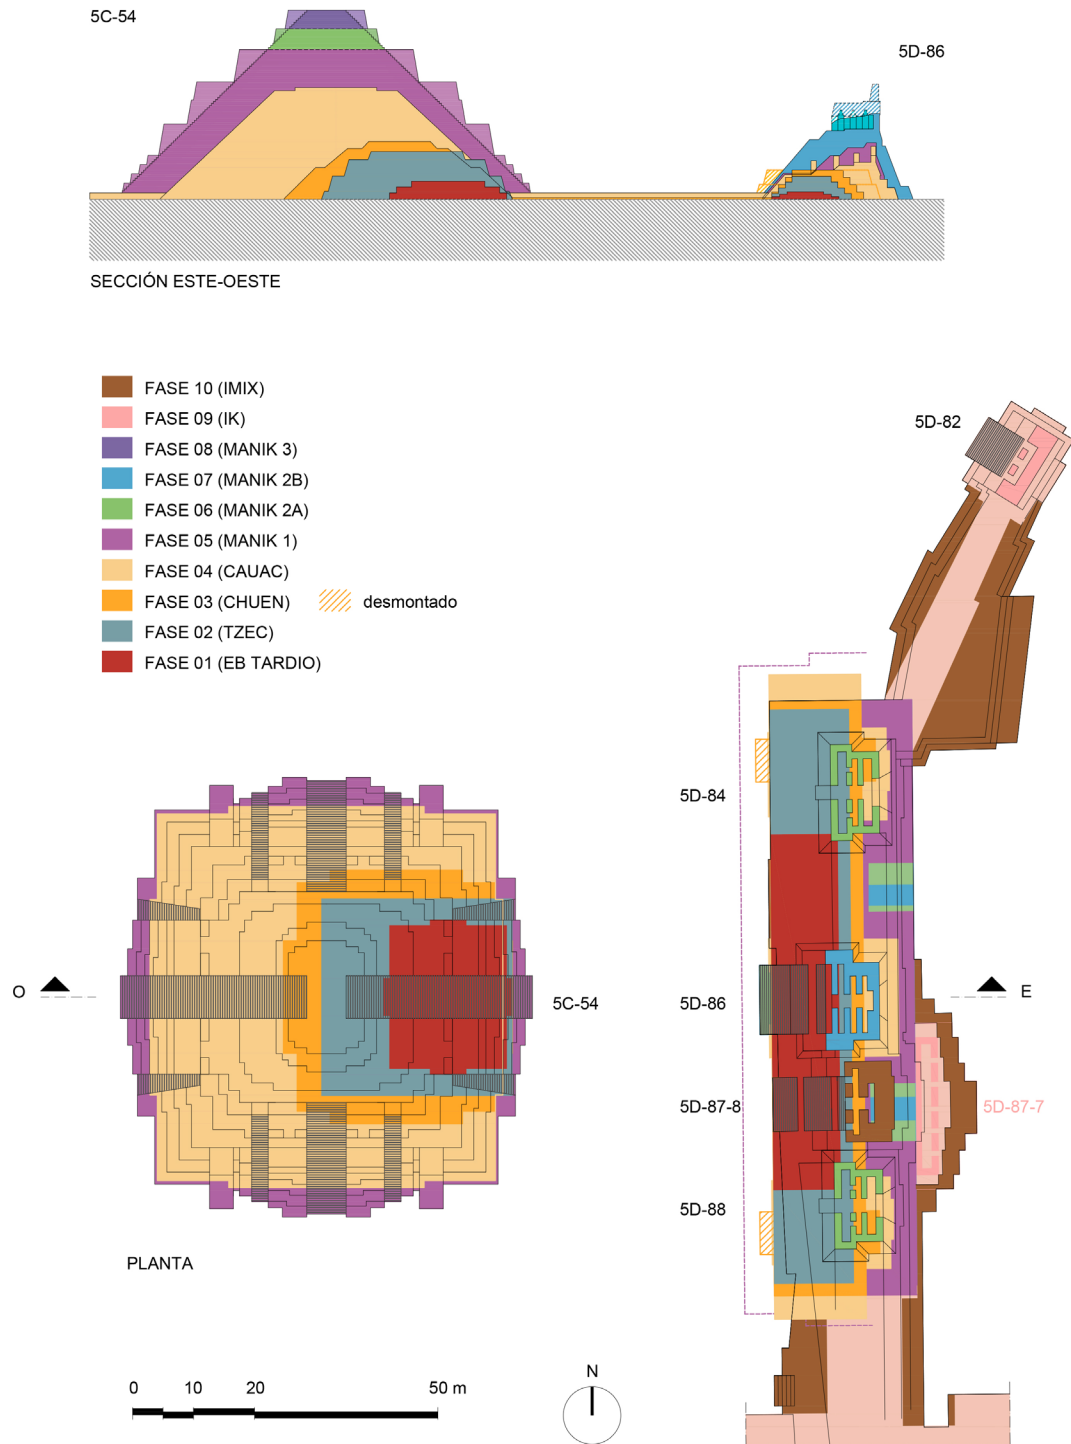 5C-54
5D-86
SECCIÓN ESTE-OESTE
FASE 10 (IMIX)
FASE 09 (IK)
FASE 08 (MANIK 3)
FASE 07 (MANIK 2B)
FASE 06 (MANIK 2A)
FASE 05 (MANIK 1)
FASE 04 (CAUAC)
FASE 03 (CHUEN)
desmontado
FASE 02 (TZEC)
FASE 01 (EB TARDIO)
5D-82
5D-84
O
5C-54
5D-86
E
5D-87-8
5D-87-7
5D-88
PLANTA
0 10 20 50 m
N